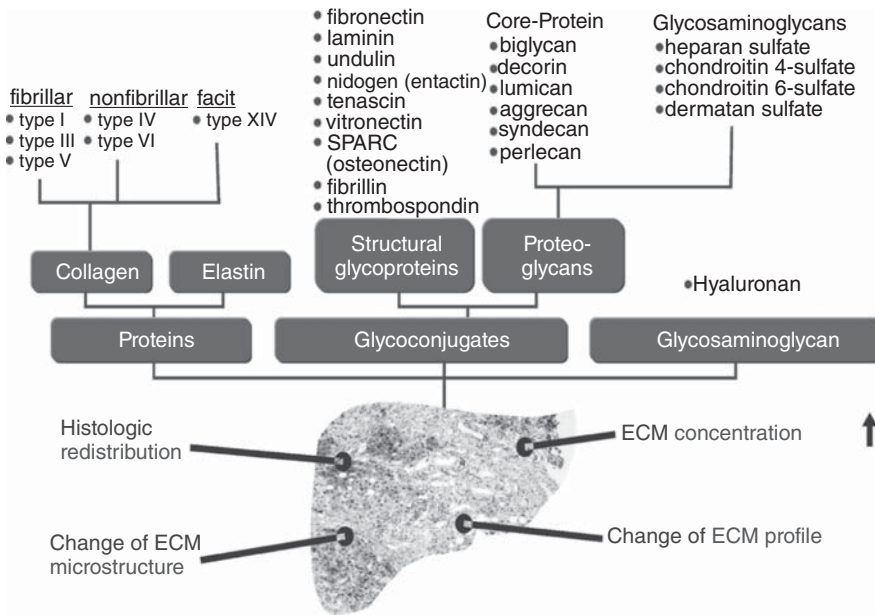 fibrillar
• type I
• type III
• type V
nonfibrillar
• type IV
• type VI
facit
• type XIV
• fibronectin
• laminin
• undulin
• nidogen (entactin)
• tenascin
• vitronectin
• SPARC
(osteonectin)
• fibrillin
• thrombospondin
Core-Protein
• biglycan
• decorin
• lumican
• aggrecan
• syndecan
• perlecan
Glycosaminoglycans
• heparan sulfate
• chondroitin 4-sulfate
• chondroitin 6-sulfate
• dermatan sulfate
Collagen
Elastin
Structural
glycoproteins
Proteo-
glycans
• Hyaluronan
Proteins
Glycoconjugates
Glycosaminoglycan
Histologic
redistribution
ECM concentration
Change of ECM
microstructure
Change of ECM profile